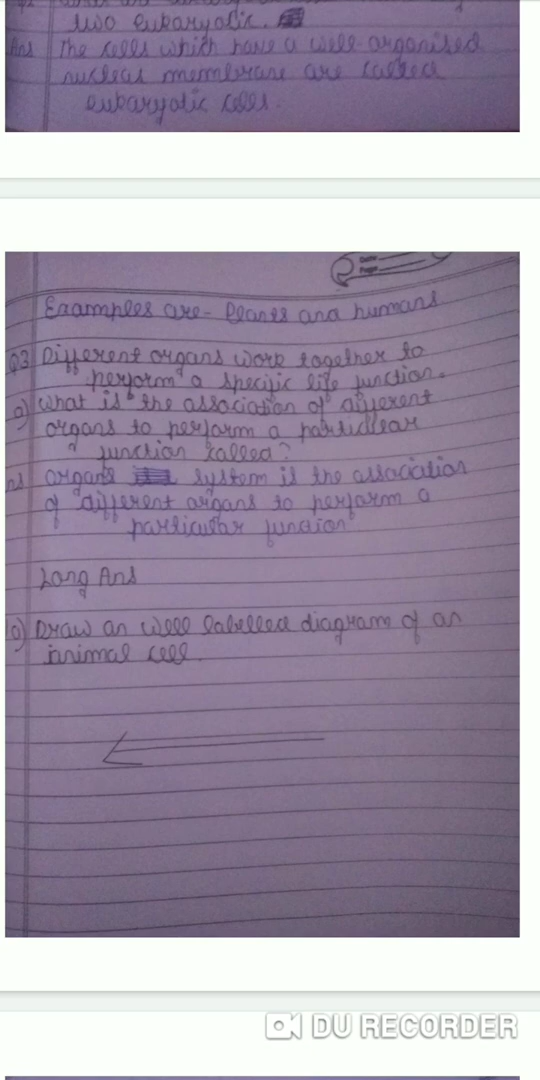 two eukaryotic.
Ans The cells which have a well-organised
nuclear membrane are called
eukaryotic cells.
Date
Page
Examples are - Plants and humans
Q3 Different organs work together to
perform a specific life function.
a) What is the association of different
organs to perform a particular
function called?
ns organs system is the association
of different organs to perform a
particular function
Long Ans
a) Draw an well labelled diagram of an
animal cell.
DU RECORDER